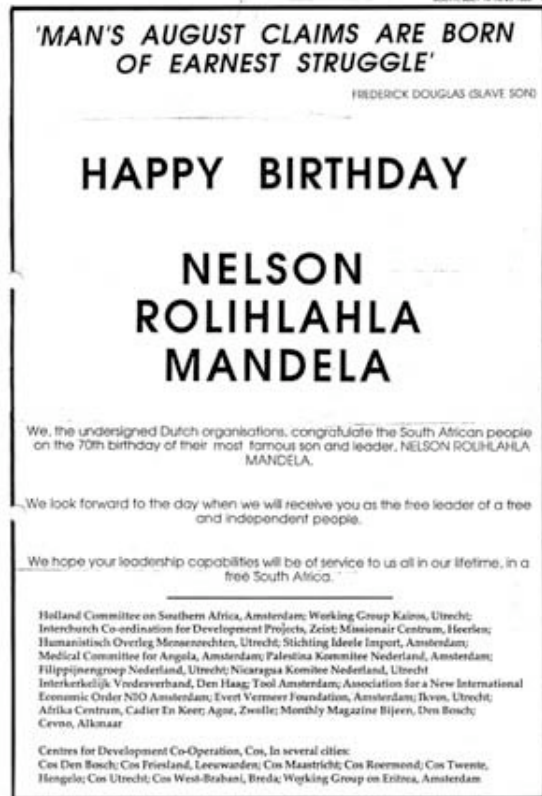 'MAN'S AUGUST CLAIMS ARE BORN
OF EARNEST STRUGGLE'
FREDERICK DOUGLAS (SLAVE SON)
HAPPY BIRTHDAY
NELSON
ROLIHLAHLA
MANDELA
We, the undersigned Dutch organisations, congratulate the South African people
on the 70th birthday of their most famous son and leader, NELSON ROLIHLAHLA
MANDELA.
We look forward to the day when we will receive you as the free leader of a free
and independent people.
We hope your leadership capabilities will be of service to us all in our lifetime, in a
free South Africa.
Holland Committee on Southern Africa, Amsterdam; Working Group Kairos, Utrecht;
Interchurch Co-ordination for Development Projects, Zeist; Missionair Centrum, Heerlen;
Humanistisch Overleg Mensenrechten, Utrecht; Stichting Ideele Import, Amsterdam;
Medical Committee for Angola, Amsterdam; Palestina Kommitee Nederland, Amsterdam;
Filippijnengroep Nederland, Utrecht; Nicaragua Komitee Nederland, Utrecht
Interkerkelijk Vredesverband, Den Haag; Tool Amsterdam; Association for a New International
Economic Order NIO Amsterdam; Evert Vermeer Foundation, Amsterdam; Ikvos, Utrecht;
Afrika Centrum, Cadier En Keer; Agoe, Zwolle; Monthly Magazine Bijeen, Den Bosch;
Cevno, Alkmaar
Centres for Development Co-Operation, Cos, In several cities:
Cos Den Bosch; Cos Friesland, Leeuwarden; Cos Maastricht; Cos Roermond; Cos Twente,
Hengelo; Cos Utrecht; Cos West-Brabant, Breda; Working Group on Eritrea, Amsterdam